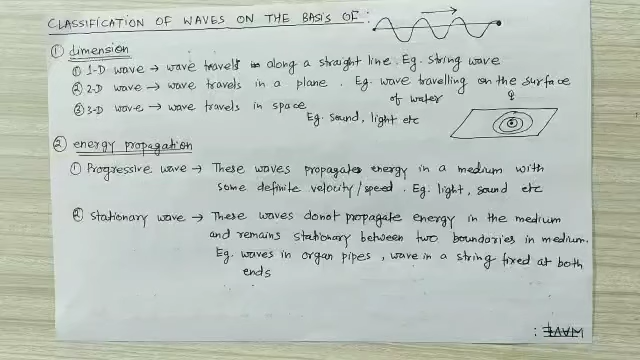 CLASSIFICATION OF WAVES ON THE BASIS OF :
① dimension
① 1-D wave → wave travels along a straight line. Eg. string wave
② 2-D wave → wave travels in a plane. Eg. wave travelling on the surface
of water
③ 3-D wave → wave travels in space
Eg. sound, light etc
② energy propagation
① Progressive wave → These waves propagate energy in a medium with
some definite velocity/speed. Eg. light, sound etc
② Stationary wave → These waves donot propagate energy in the medium
and remains stationary between two boundaries in medium.
Eg. waves in organ pipes, wave in a string fixed at both
ends
: WAVE